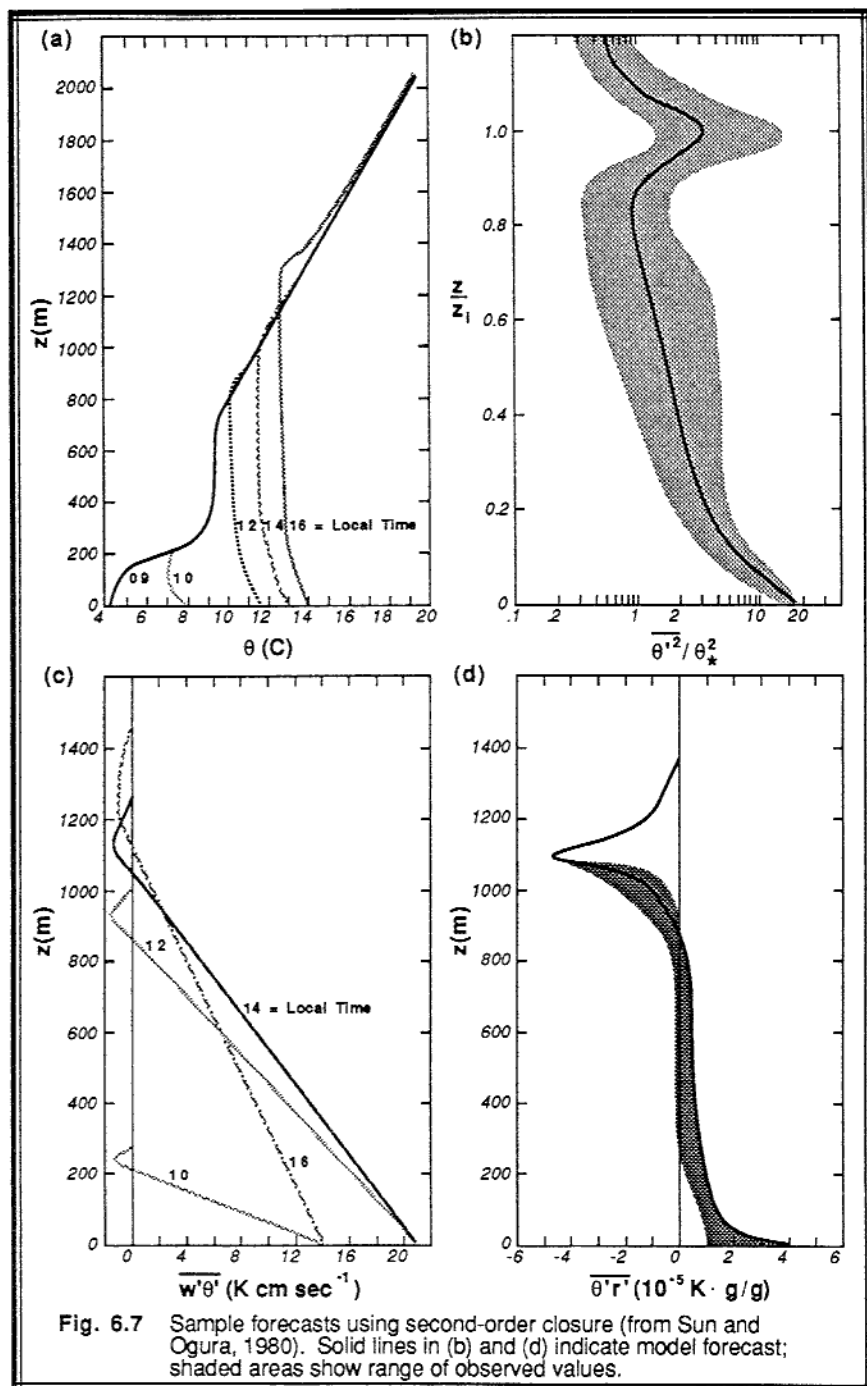 (a)
2000
1800
1600
1400
1200
1000
800
600
400
200
0
z(m)
09
10
12 14 16 = Local Time
4 6 8 10 12 14 16 18 20
θ (C)
(b)
1.0
0.8
0.6
0.4
0.2
0
z/z_i
.1 .2 1 2 10 20
θ'²/θ⋆²
(c)
1400
1200
1000
800
600
400
200
0
z(m)
12
14 = Local Time
16
10
0 4 8 12 16 20
w'θ' (K cm sec⁻¹)
(d)
1400
1200
1000
800
600
400
200
0
z(m)
-6 -4 -2 0 2 4 6
θ'r' (10⁻⁵ K · g/g)
Fig. 6.7 Sample forecasts using second-order closure (from Sun and
Ogura, 1980). Solid lines in (b) and (d) indicate model forecast;
shaded areas show range of observed values.